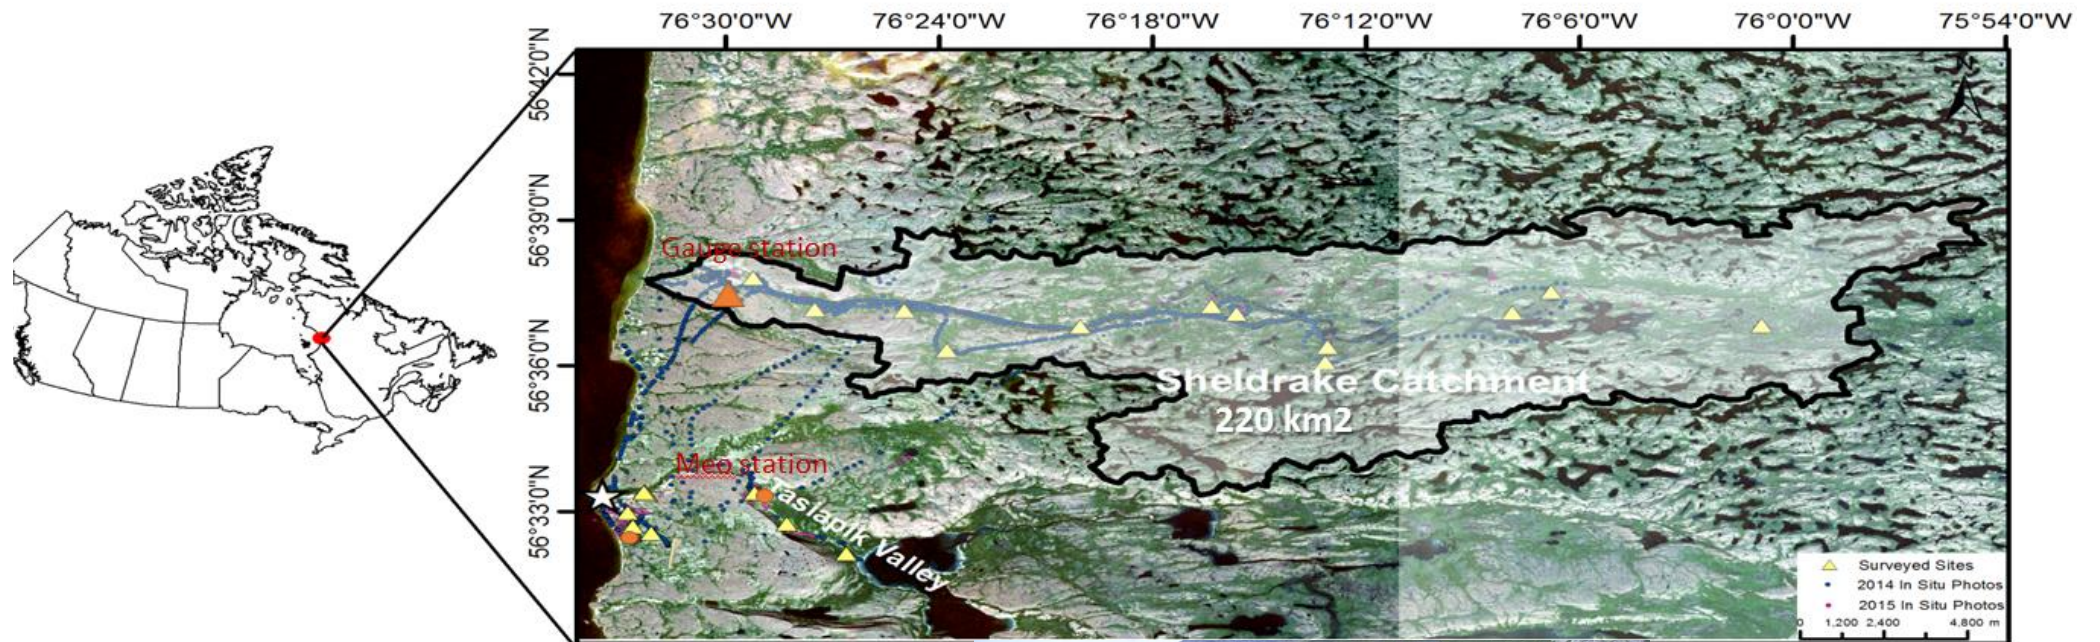 76°30'0"W 76°24'0"W 76°18'0"W 76°12'0"W 76°6'0"W 76°0'0"W 75°54'0"W
56°42'0"N
56°39'0"N
56°36'0"N
56°33'0"N
N
Gauge station
Sheldrake Catchment
220 km2
Meo station
Tasiapik Valley
Surveyed Sites
2014 In Situ Photos
2015 In Situ Photos
0 1,200 2,400 4,800 m